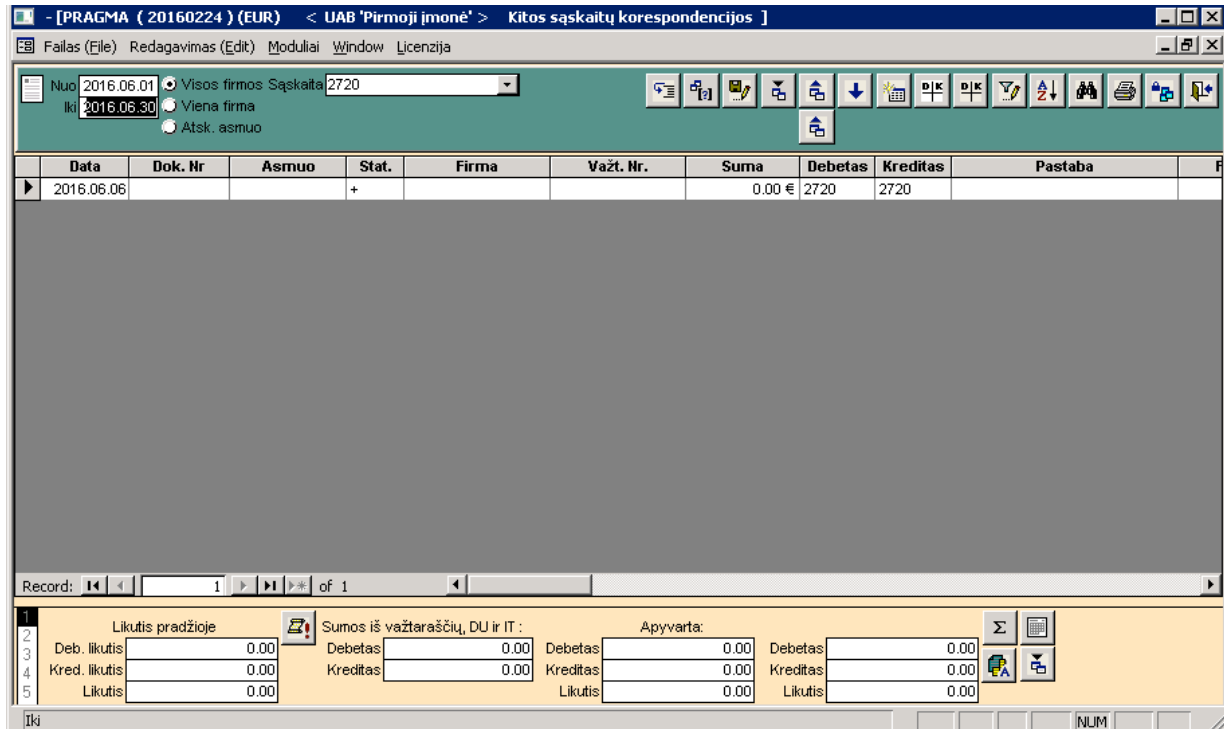 - [PRAGMA ( 20160224 ) (EUR) < UAB 'Pirmoji įmonė' > Kitos sąskaitų korespondencijos ]
Failas (File) Redagavimas (Edit) Moduliai Window Licenzija
Nuo 2016.06.01 Visos firmos Sąskaita 2720
Iki 2016.06.30 Viena firma
Atsk. asmuo
Data Dok. Nr Asmuo Stat. Firma Važt. Nr. Suma Debetas Kreditas Pastaba F
2016.06.06 + 0.00 € 2720 2720
Record: 1 of 1
1 Likutis pradžioje Sumos iš važtaraščių, DU ir IT : Apyvarta: Σ
2
3 Deb. likutis 0.00 Debetas 0.00 Debetas 0.00 Debetas 0.00
4 Kred. likutis 0.00 Kreditas 0.00 Kreditas 0.00 Kreditas 0.00
5 Likutis 0.00 Likutis 0.00 Likutis 0.00
Iki NUM